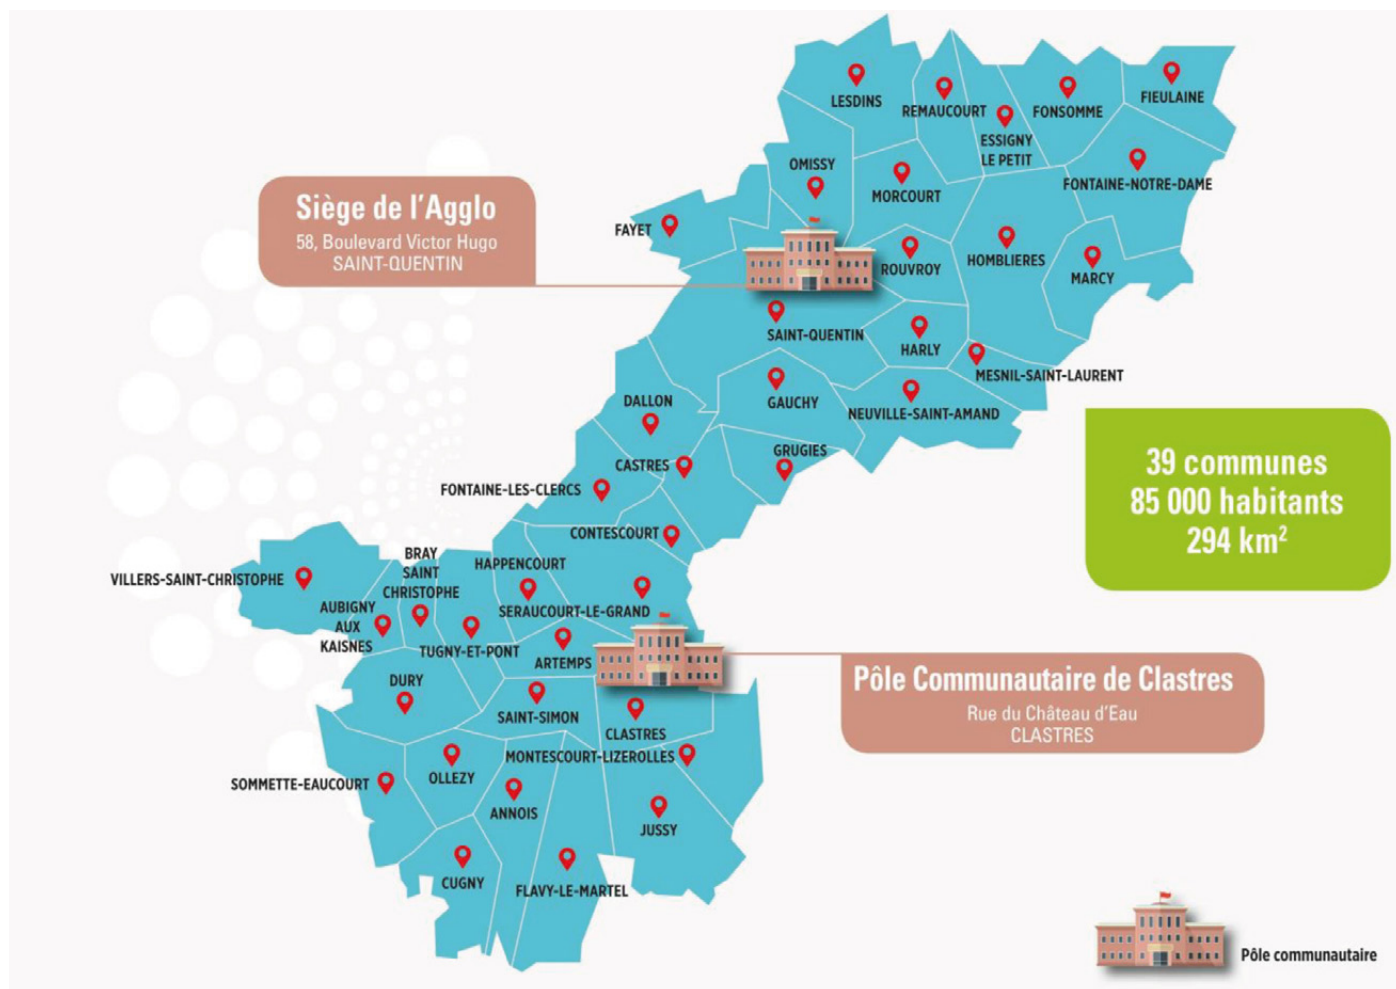 LESDINS
REMAUCOURT
ESSIGNY
LE PETIT
FONSOMME
FIEULAINE
OMISSY
MORCOURT
FONTAINE-NOTRE-DAME
Siège de l'Agglo
58, Boulevard Victor Hugo
SAINT-QUENTIN
FAYET
ROUVROY
HOMBLIERES
MARCY
SAINT-QUENTIN
HARLY
MESNIL-SAINT-LAURENT
GAUCHY
NEUVILLE-SAINT-AMAND
DALLON
CASTRES
GRUGIES
FONTAINE-LES-CLERCS
39 communes
85 000 habitants
294 km²
CONTESCOURT
VILLERS-SAINT-CHRISTOPHE
BRAY
SAINT
CHRISTOPHE
HAPPENCOURT
AUBIGNY
AUX
KAISNES
SERAUCOURT-LE-GRAND
TUGNY-ET-PONT
ARTEMPS
DURY
SAINT-SIMON
CLASTRES
Pôle Communautaire de Clastres
Rue du Château d'Eau
CLASTRES
MONTESCOURT-LIZEROLLES
SOMMETTE-EAUCOURT
OLLEZY
ANNOIS
JUSSY
CUGNY
FLAVY-LE-MARTEL
Pôle communautaire